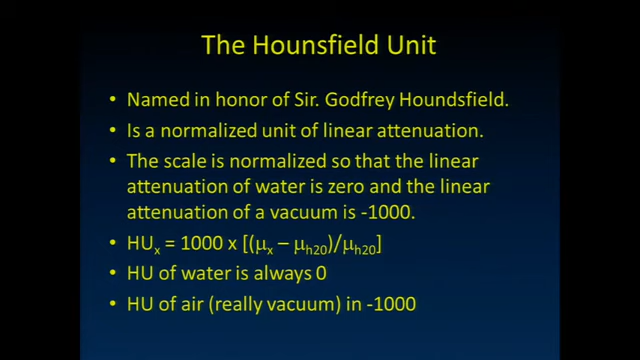 The Hounsfield Unit
• Named in honor of Sir. Godfrey Houndsfield.
• Is a normalized unit of linear attenuation.
• The scale is normalized so that the linear
attenuation of water is zero and the linear
attenuation of a vacuum is -1000.
• HUₓ = 1000 x [(μₓ – μh20)/μh20]
• HU of water is always 0
• HU of air (really vacuum) in -1000